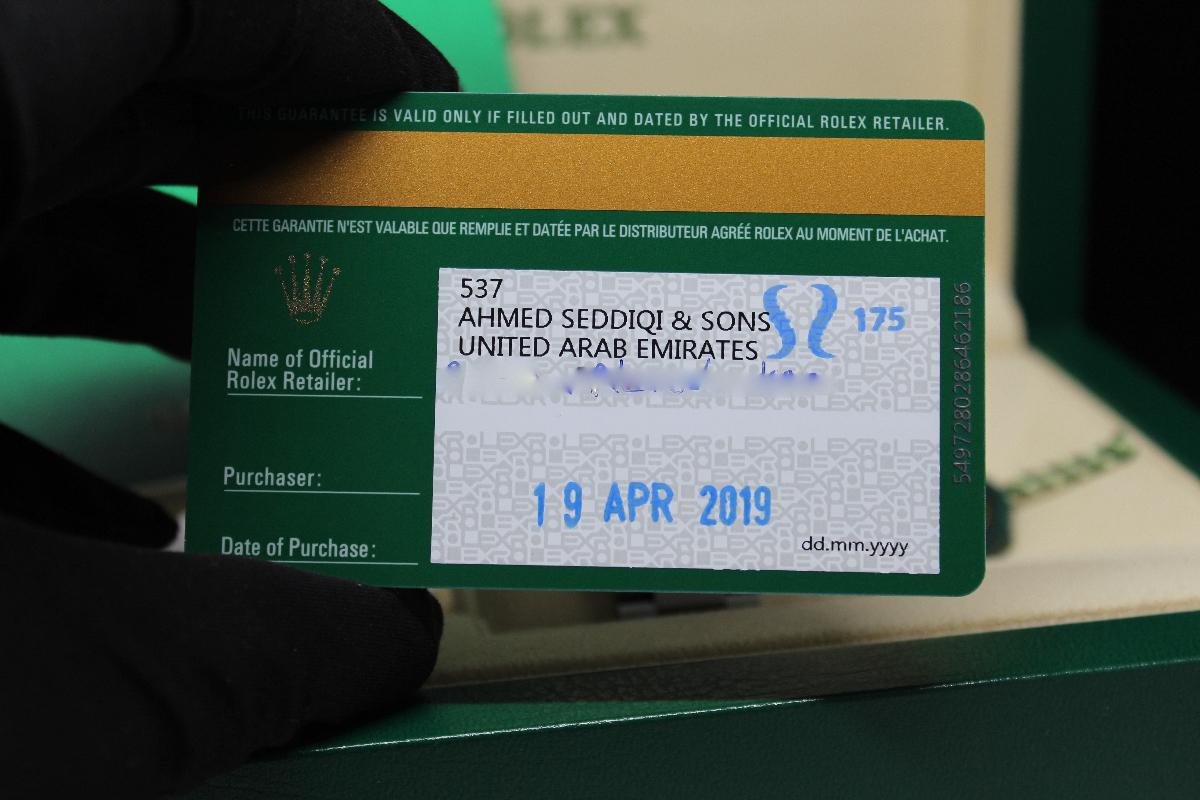 ROLEX
THIS GUARANTEE IS VALID ONLY IF FILLED OUT AND DATED BY THE OFFICIAL ROLEX RETAILER.
CETTE GARANTIE N'EST VALABLE QUE REMPLIE ET DATÉE PAR LE DISTRIBUTEUR AGRÉÉ ROLEX AU MOMENT DE L'ACHAT.
537
AHMED SEDDIQI & SONS
175
UNITED ARAB EMIRATES
Name of Official
Rolex Retailer:
Purchaser:
19 APR 2019
Date of Purchase:
dd.mm.yyyy
5497280286462186